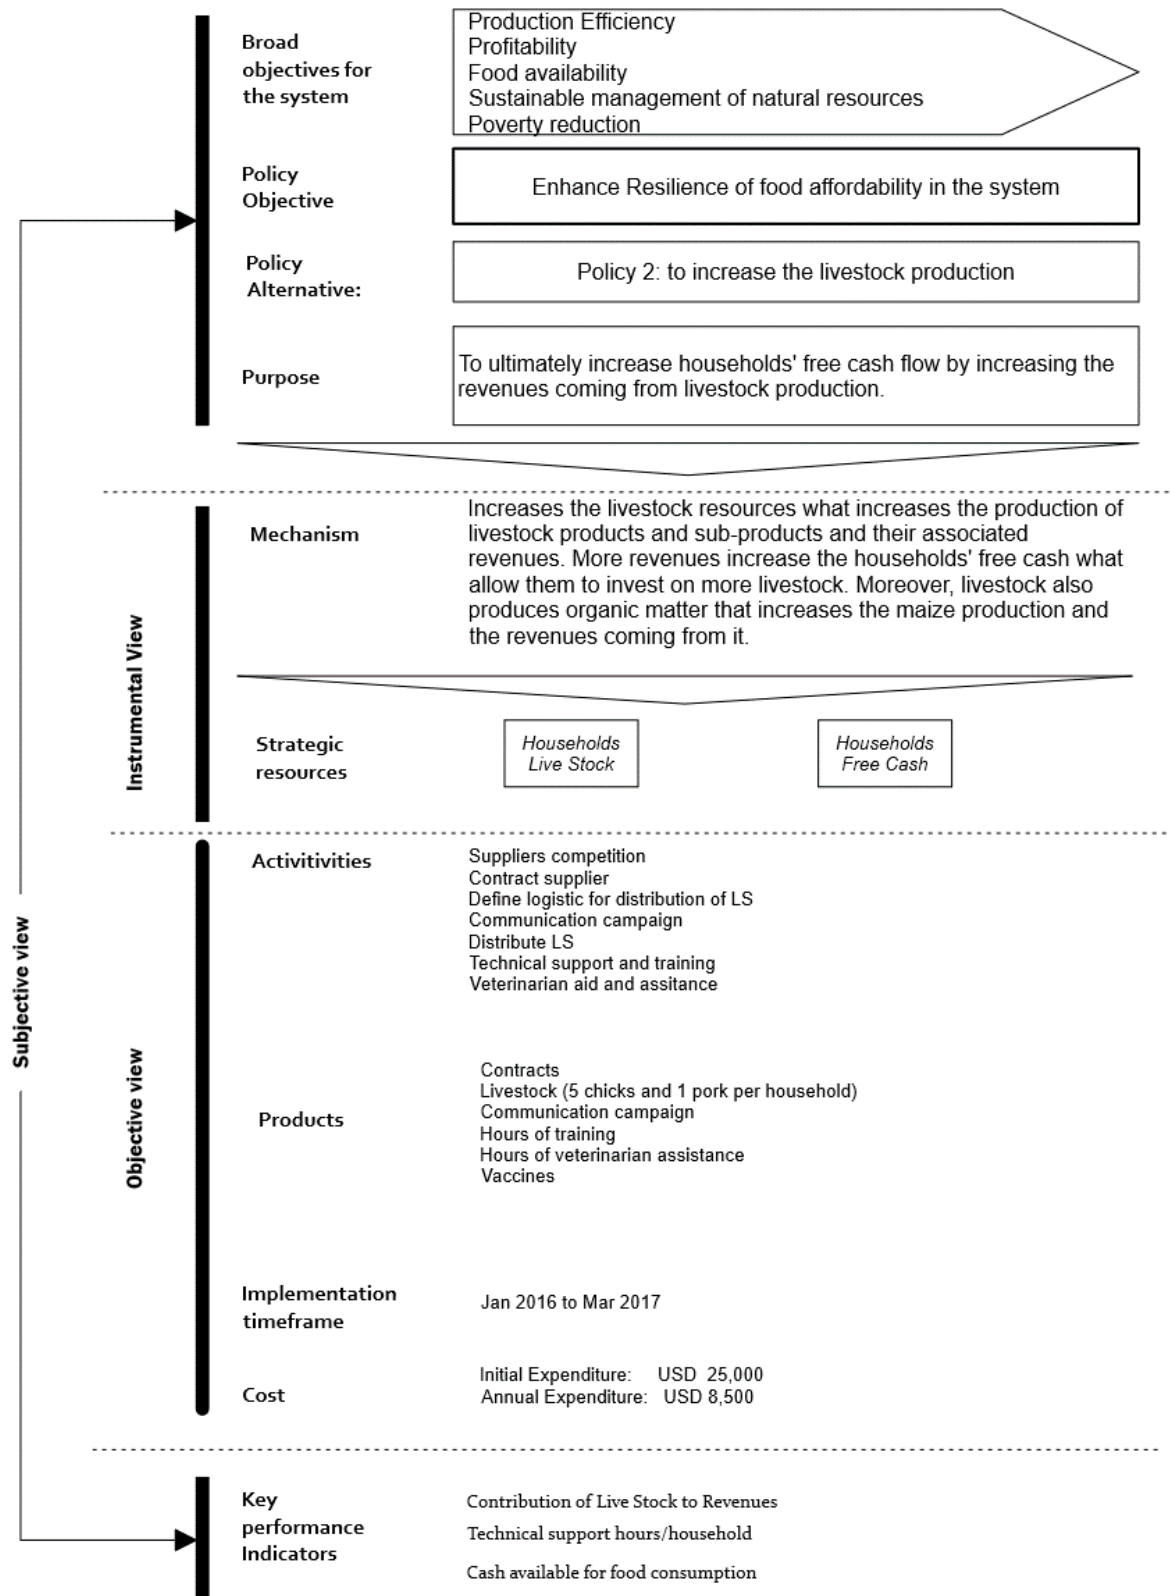 Broad
objectives for
the system
Production Efficiency
Profitability
Food availability
Sustainable management of natural resources
Poverty reduction
Policy
Objective
Enhance Resilience of food affordability in the system
Policy
Alternative:
Policy 2: to increase the livestock production
Purpose
To ultimately increase households' free cash flow by increasing the
revenues coming from livestock production.
Mechanism
Increases the livestock resources what increases the production of
livestock products and sub-products and their associated
revenues. More revenues increase the households' free cash what
allow them to invest on more livestock. Moreover, livestock also
produces organic matter that increases the maize production and
the revenues coming from it.
Instrumental View
Strategic
resources
Households
Live Stock
Households
Free Cash
Activitivities
Suppliers competition
Contract supplier
Define logistic for distribution of LS
Communication campaign
Distribute LS
Technical support and training
Veterinarian aid and assitance
Subjective view
Objective view
Products
Contracts
Livestock (5 chicks and 1 pork per household)
Communication campaign
Hours of training
Hours of veterinarian assistance
Vaccines
Implementation
timeframe
Jan 2016 to Mar 2017
Cost
Initial Expenditure: USD 25,000
Annual Expenditure: USD 8,500
Key
performance
Indicators
Contribution of Live Stock to Revenues
Technical support hours/household
Cash available for food consumption